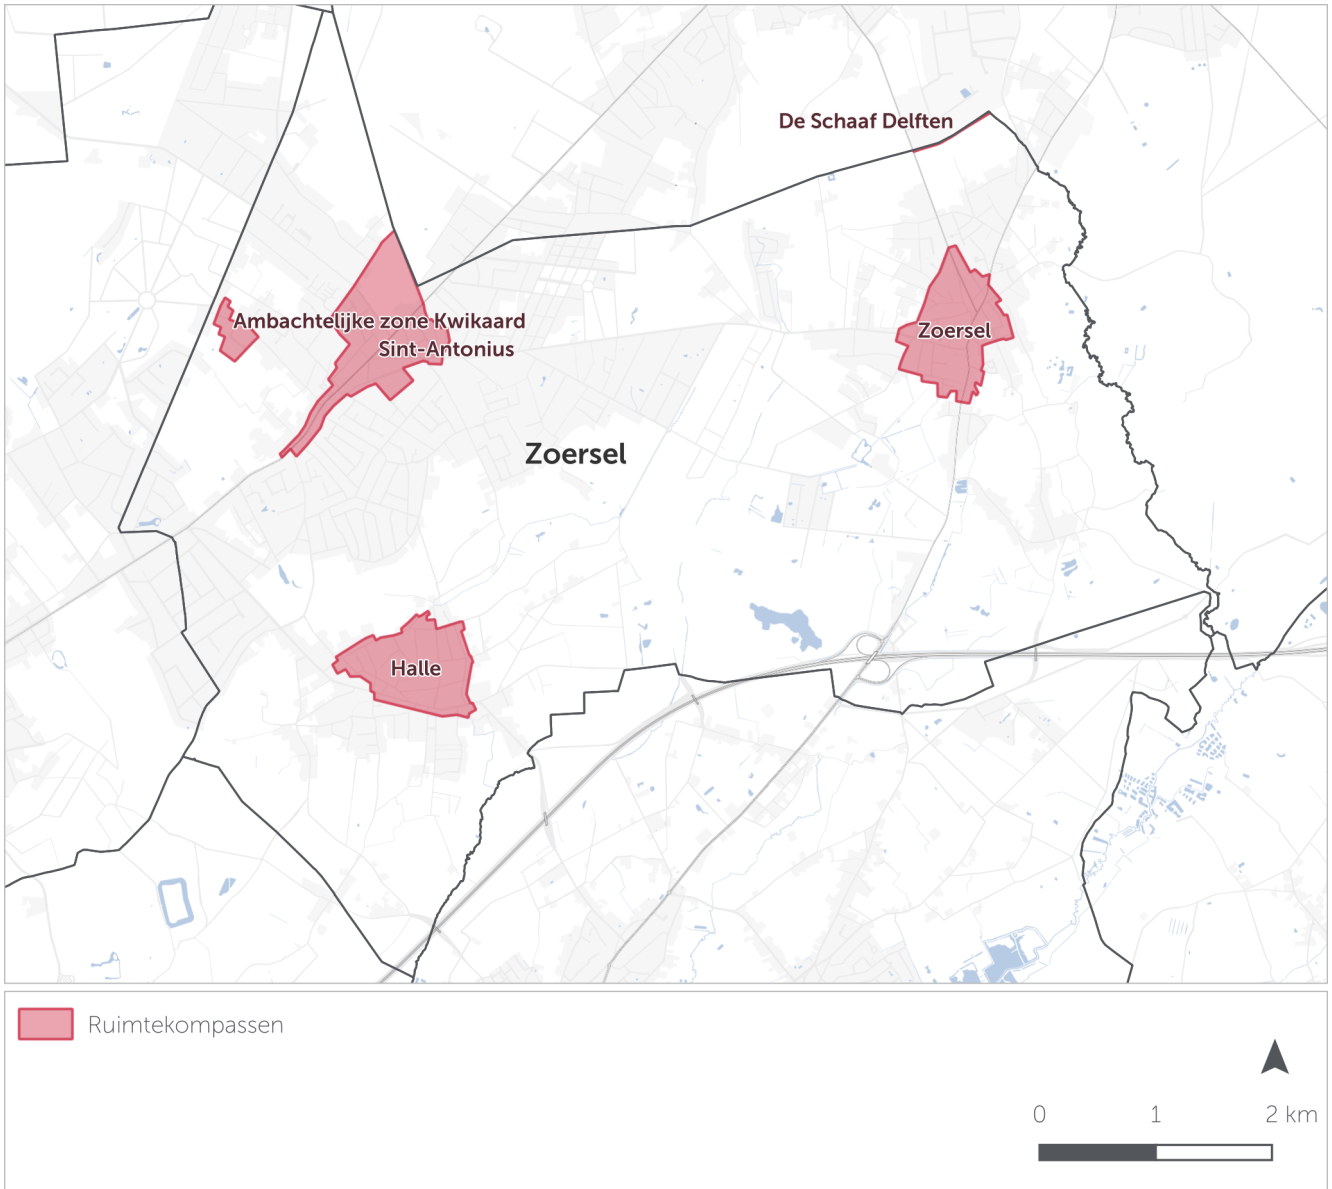 De Schaaf Delften
Ambachtelijke zone Kwikaard
Sint-Antonius
Zoersel
Zoersel
Halle
Ruimtekompassen
0 1 2 km